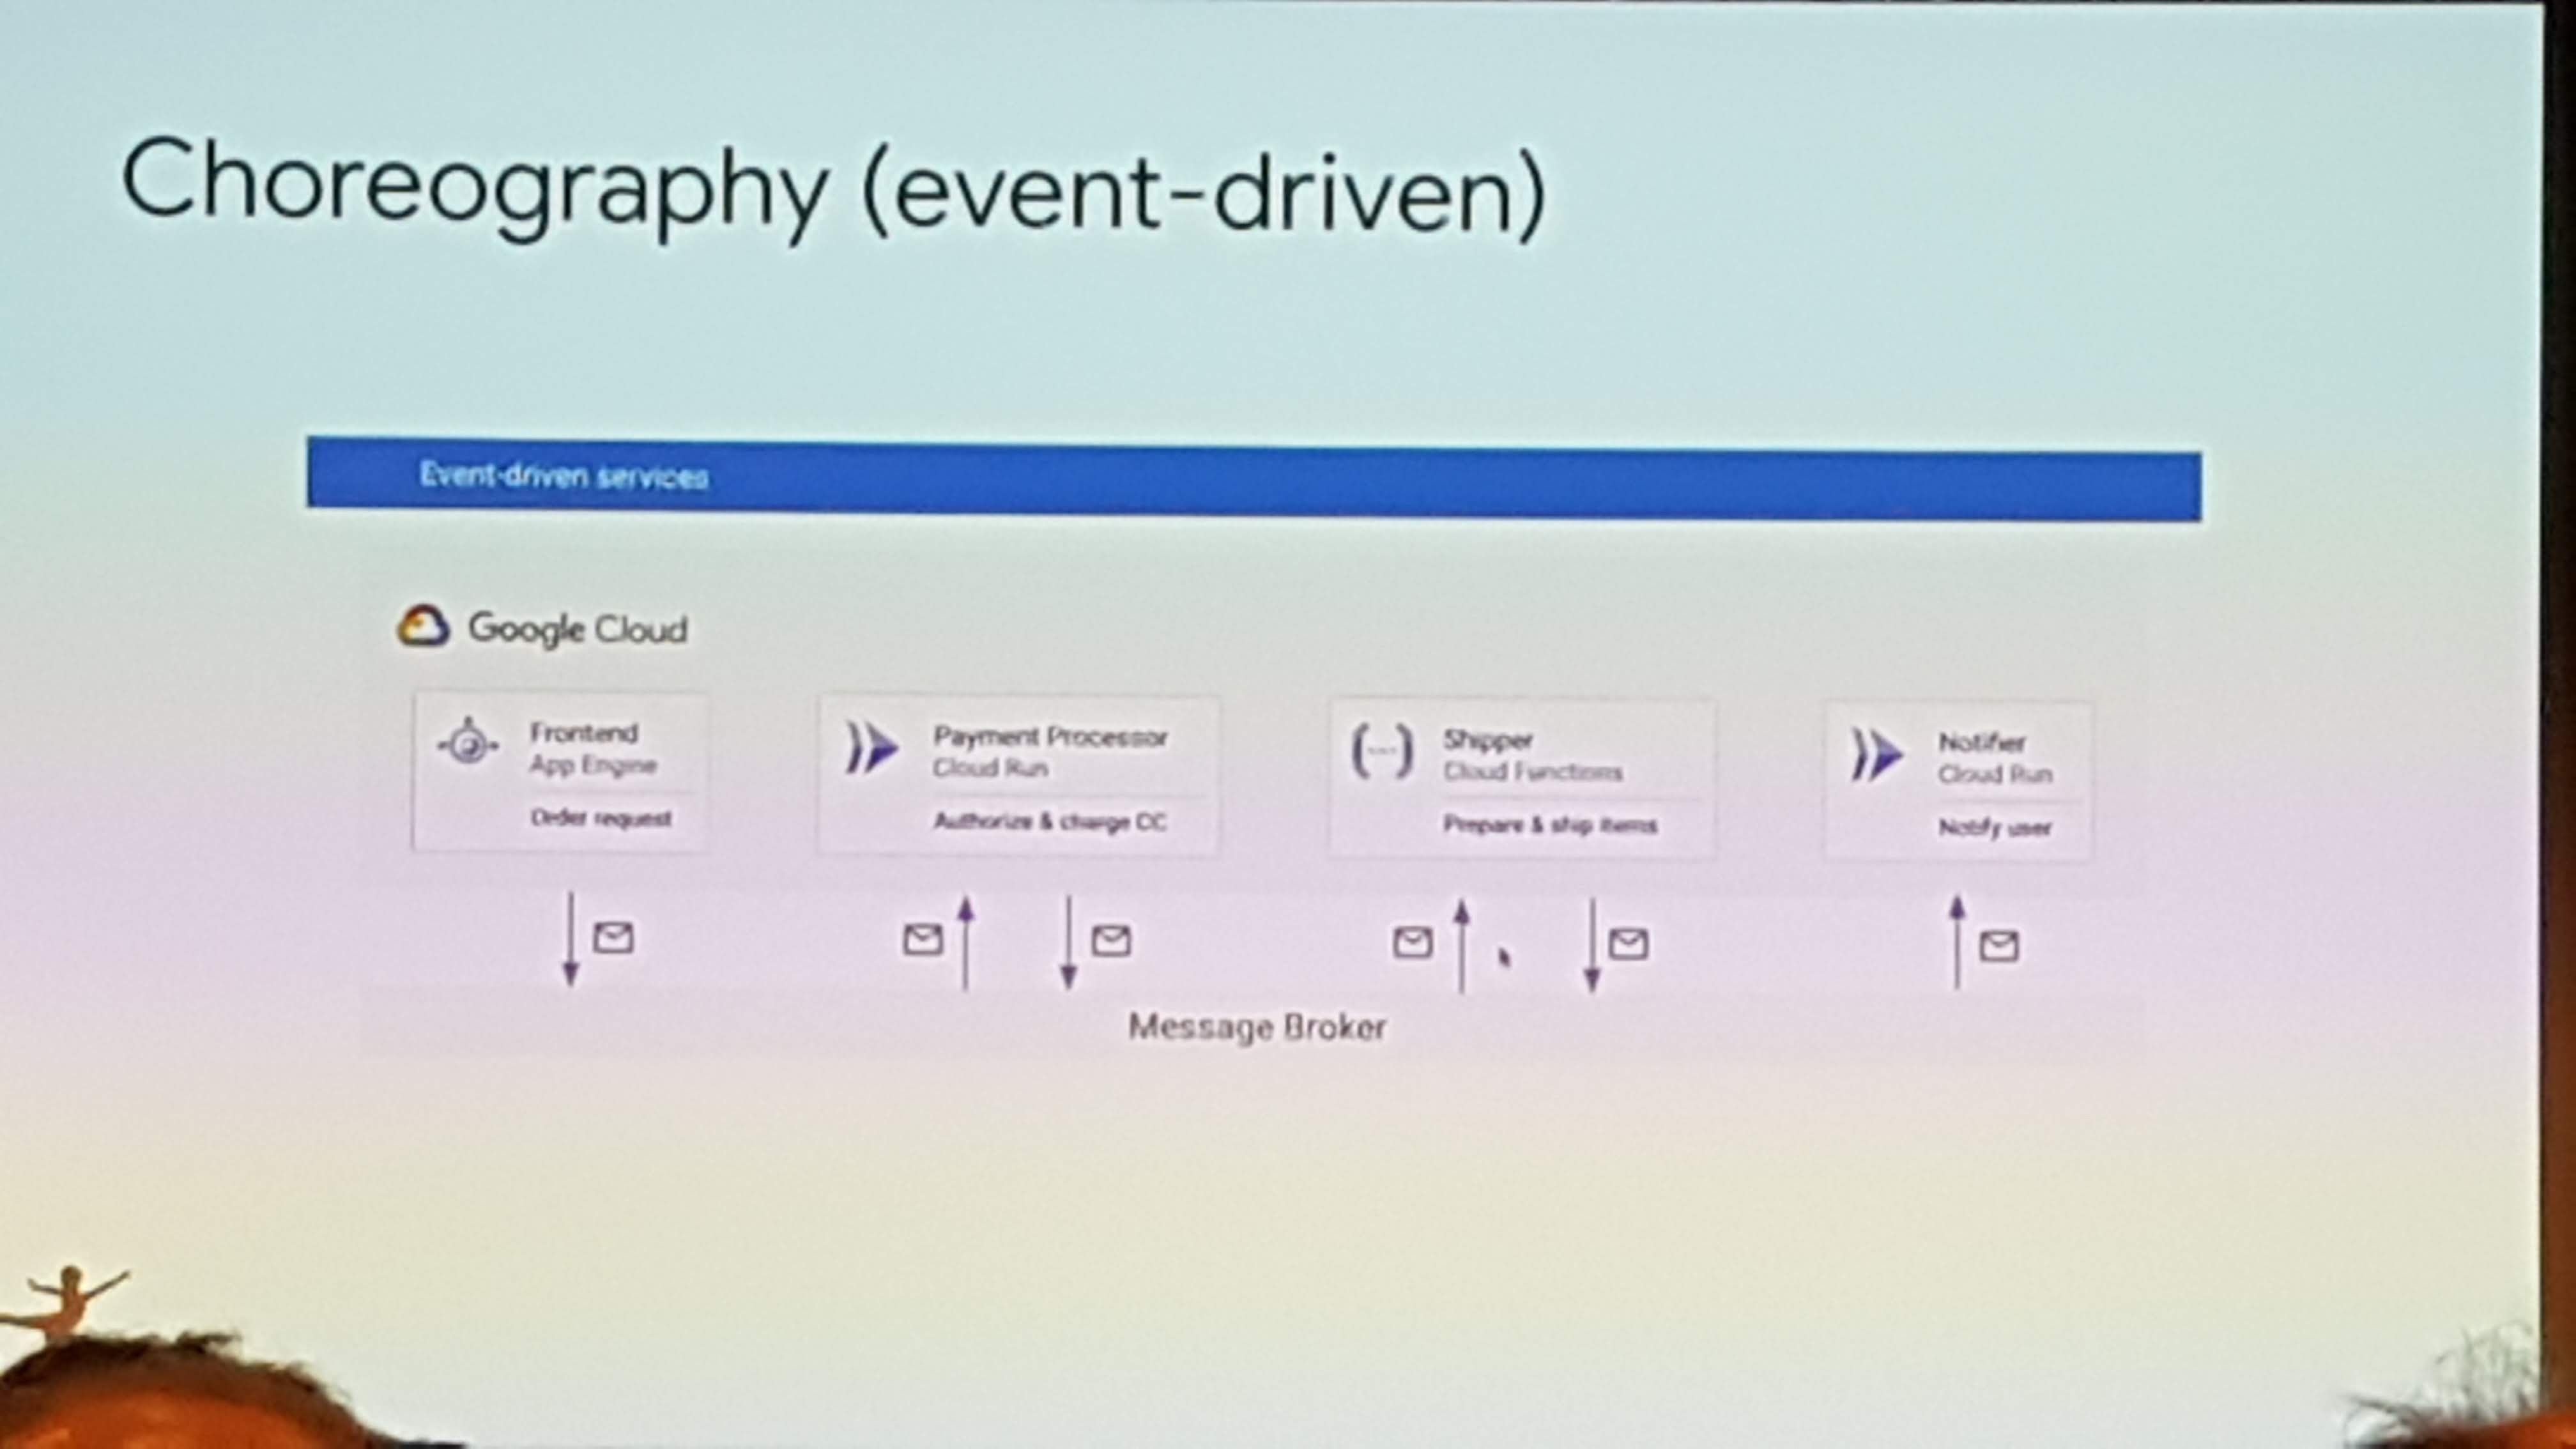 Choreography (event-driven)
Event-driven services
Google Cloud
Frontend
App Engine
Order request
Payment Processor
Cloud Run
Authorize & charge CC
Shipper
Cloud Functions
Prepare & ship items
Notifier
Cloud Run
Notify user
Message Broker